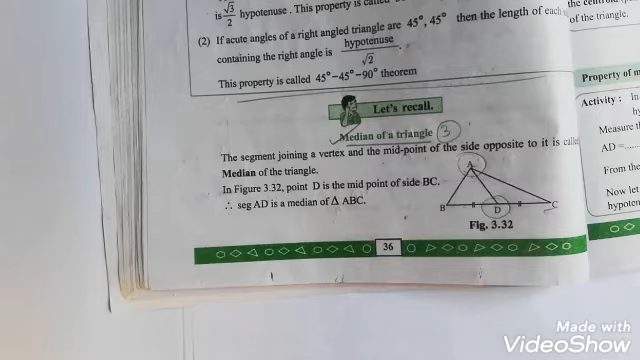 is √3/2 hypotenuse. This property is called
(2) If acute angles of a right angled triangle are 45°, 45° then the length of each
containing the right angle is hypotenuse/√2.
This property is called 45°-45°-90° theorem
Let's recall.
Median of a triangle 3
The segment joining a vertex and the mid-point of the side opposite to it is called
Median of the triangle.
In Figure 3.32, point D is the mid point of side BC.
∴ seg AD is a median of Δ ABC.
A
B D C
Fig. 3.32
36
of the triangle.
Property of
Activity : In
Measure
AD =......
From the
Now let
hypoten
Made with
VideoShow